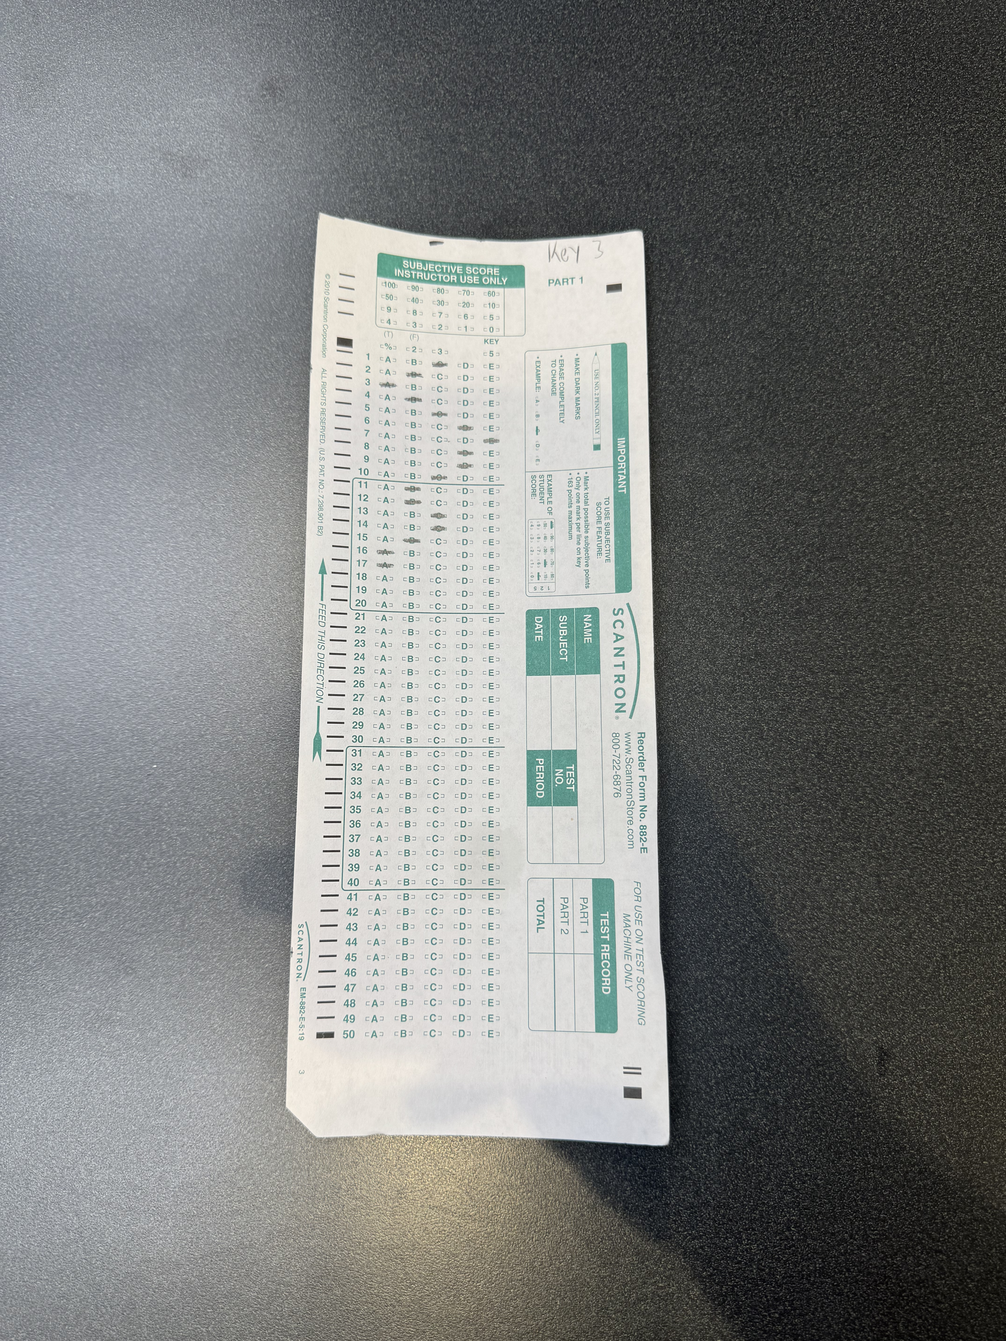 Key 3
PART 1
SUBJECTIVE SCORE
INSTRUCTOR USE ONLY
100 90 80 70 60
50 40 30 20 10
9 8 7 6 5
4 3 2 1 0
(T) (F) KEY
% 2 3 5
1 A B D E
2 A C D E
3 B C D E
4 A C D E
5 A B D E
6 A B C E
7 A B C D
8 A B C E
9 A B C E
10 A B D E
11 A C D E
12 A C D E
13 A B D E
14 A B D E
15 A C D E
16 B C D E
17 B C D E
18 A B C D E
19 A B C D E
20 A B C D E
21 A B C D E
22 A B C D E
23 A B C D E
24 A B C D E
25 A B C D E
26 A B C D E
27 A B C D E
28 A B C D E
29 A B C D E
30 A B C D E
31 A B C D E
32 A B C D E
33 A B C D E
34 A B C D E
35 A B C D E
36 A B C D E
37 A B C D E
38 A B C D E
39 A B C D E
40 A B C D E
41 A B C D E
42 A B C D E
43 A B C D E
44 A B C D E
45 A B C D E
46 A B C D E
47 A B C D E
48 A B C D E
49 A B C D E
50 A B C D E
IMPORTANT
USE NO. 2 PENCIL ONLY
• MAKE DARK MARKS
• ERASE COMPLETELY
TO CHANGE
• EXAMPLE: A B D E
TO USE SUBJECTIVE
SCORE FEATURE:
• Mark total possible subjective points
• Only one mark per line on key
• 163 points maximum
EXAMPLE OF
STUDENT
SCORE:
SCANTRON®
Reorder Form No. 882-E
www.ScantronStore.com
800-722-6876
NAME
SUBJECT
DATE
TEST
NO.
PERIOD
FOR USE ON TEST SCORING
MACHINE ONLY
TEST RECORD
PART 1
PART 2
TOTAL
© 2010 Scantron Corporation ALL RIGHTS RESERVED. (U.S. PAT. NO.: 7,298,901 B2)
FEED THIS DIRECTION
SCANTRON. EM-882-E-5:19
3